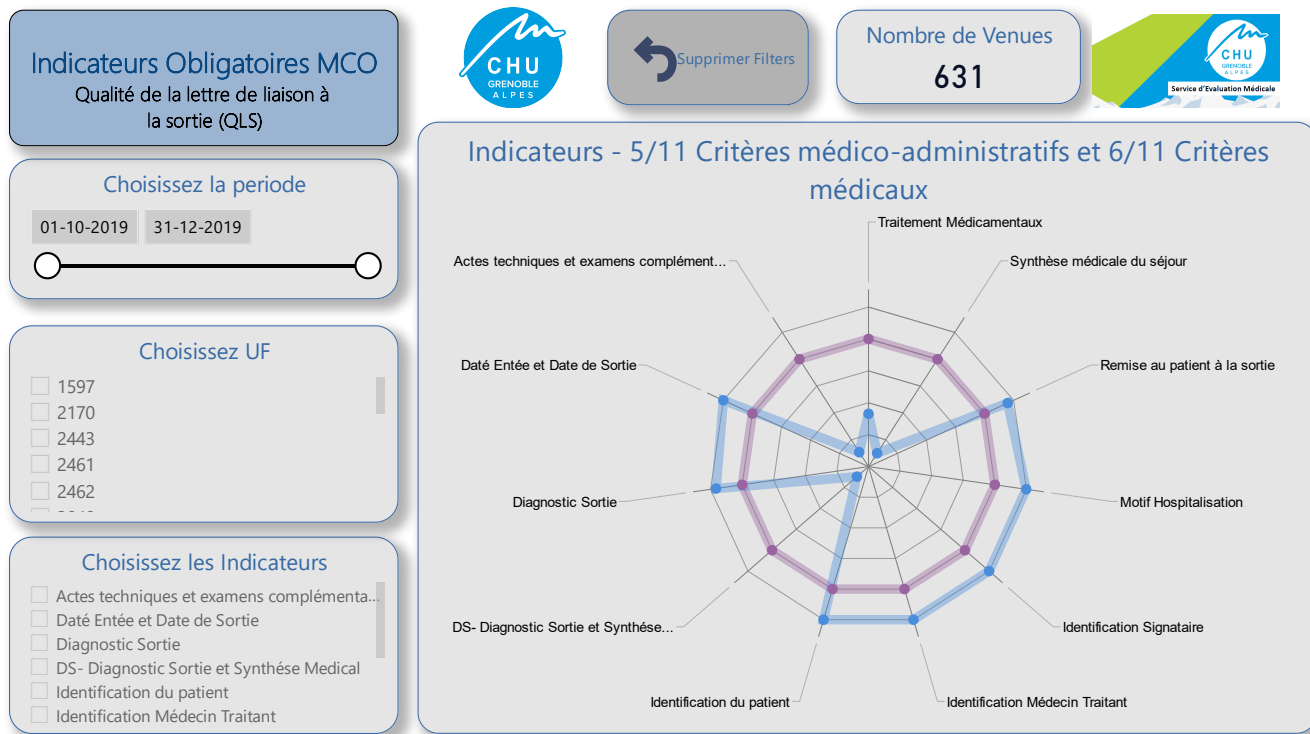 Indicateurs Obligatoires MCO
Qualité de la lettre de liaison à
la sortie (QLS)
CHU
GRENOBLE
ALPES
Supprimer Filters
Nombre de Venues
631
CHU
GRENOBLE
ALPES
Service d'Evaluation Médicale
Choisissez la periode
01-10-2019
31-12-2019
Choisissez UF
1597
2170
2443
2461
2462
Choisissez les Indicateurs
Actes techniques et examens complémenta...
Daté Entée et Date de Sortie
Diagnostic Sortie
DS- Diagnostic Sortie et Synthése Medical
Identification du patient
Identification Médecin Traitant
Indicateurs - 5/11 Critères médico-administratifs et 6/11 Critères
médicaux
Traitement Médicamentaux
Actes techniques et examens complément...
Synthèse médicale du séjour
Daté Entée et Date de Sortie
Remise au patient à la sortie
Diagnostic Sortie
Motif Hospitalisation
DS- Diagnostic Sortie et Synthése...
Identification Signataire
Identification du patient
Identification Médecin Traitant